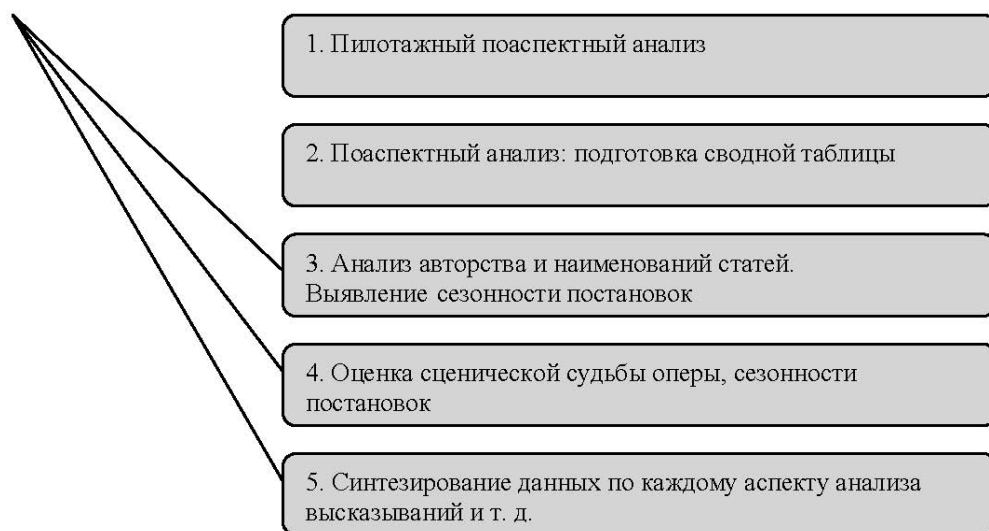 1. Пилотажный поаспектный анализ
2. Поаспектный анализ: подготовка сводной таблицы
3. Анализ авторства и наименований статей.
Выявление сезонности постановок
4. Оценка сценической судьбы оперы, сезонности
постановок
5. Синтезирование данных по каждому аспекту анализа
высказываний и т. д.